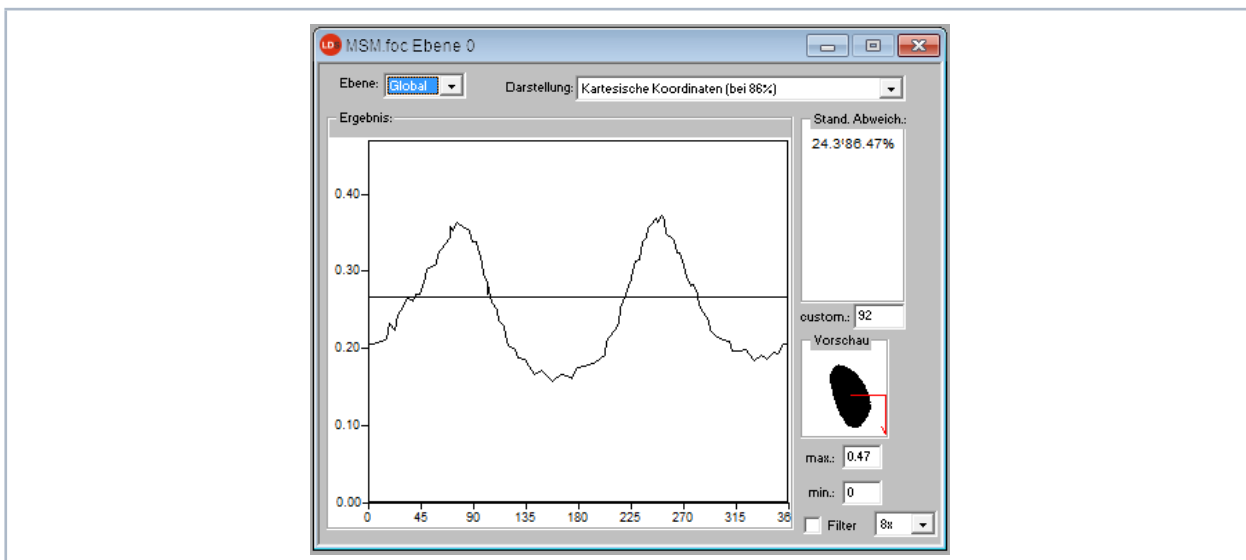 LD MSM.foc Ebene 0
Ebene: Global Darstellung: Kartesische Koordinaten (bei 86%)
Ergebnis: Stand. Abweich.:
24.3'86.47%
0.40
0.30
0.20
0.10
0.00
0 45 90 135 180 225 270 315 36
custom.: 92
Vorschau
max.: 0.47
min.: 0
Filter 8x